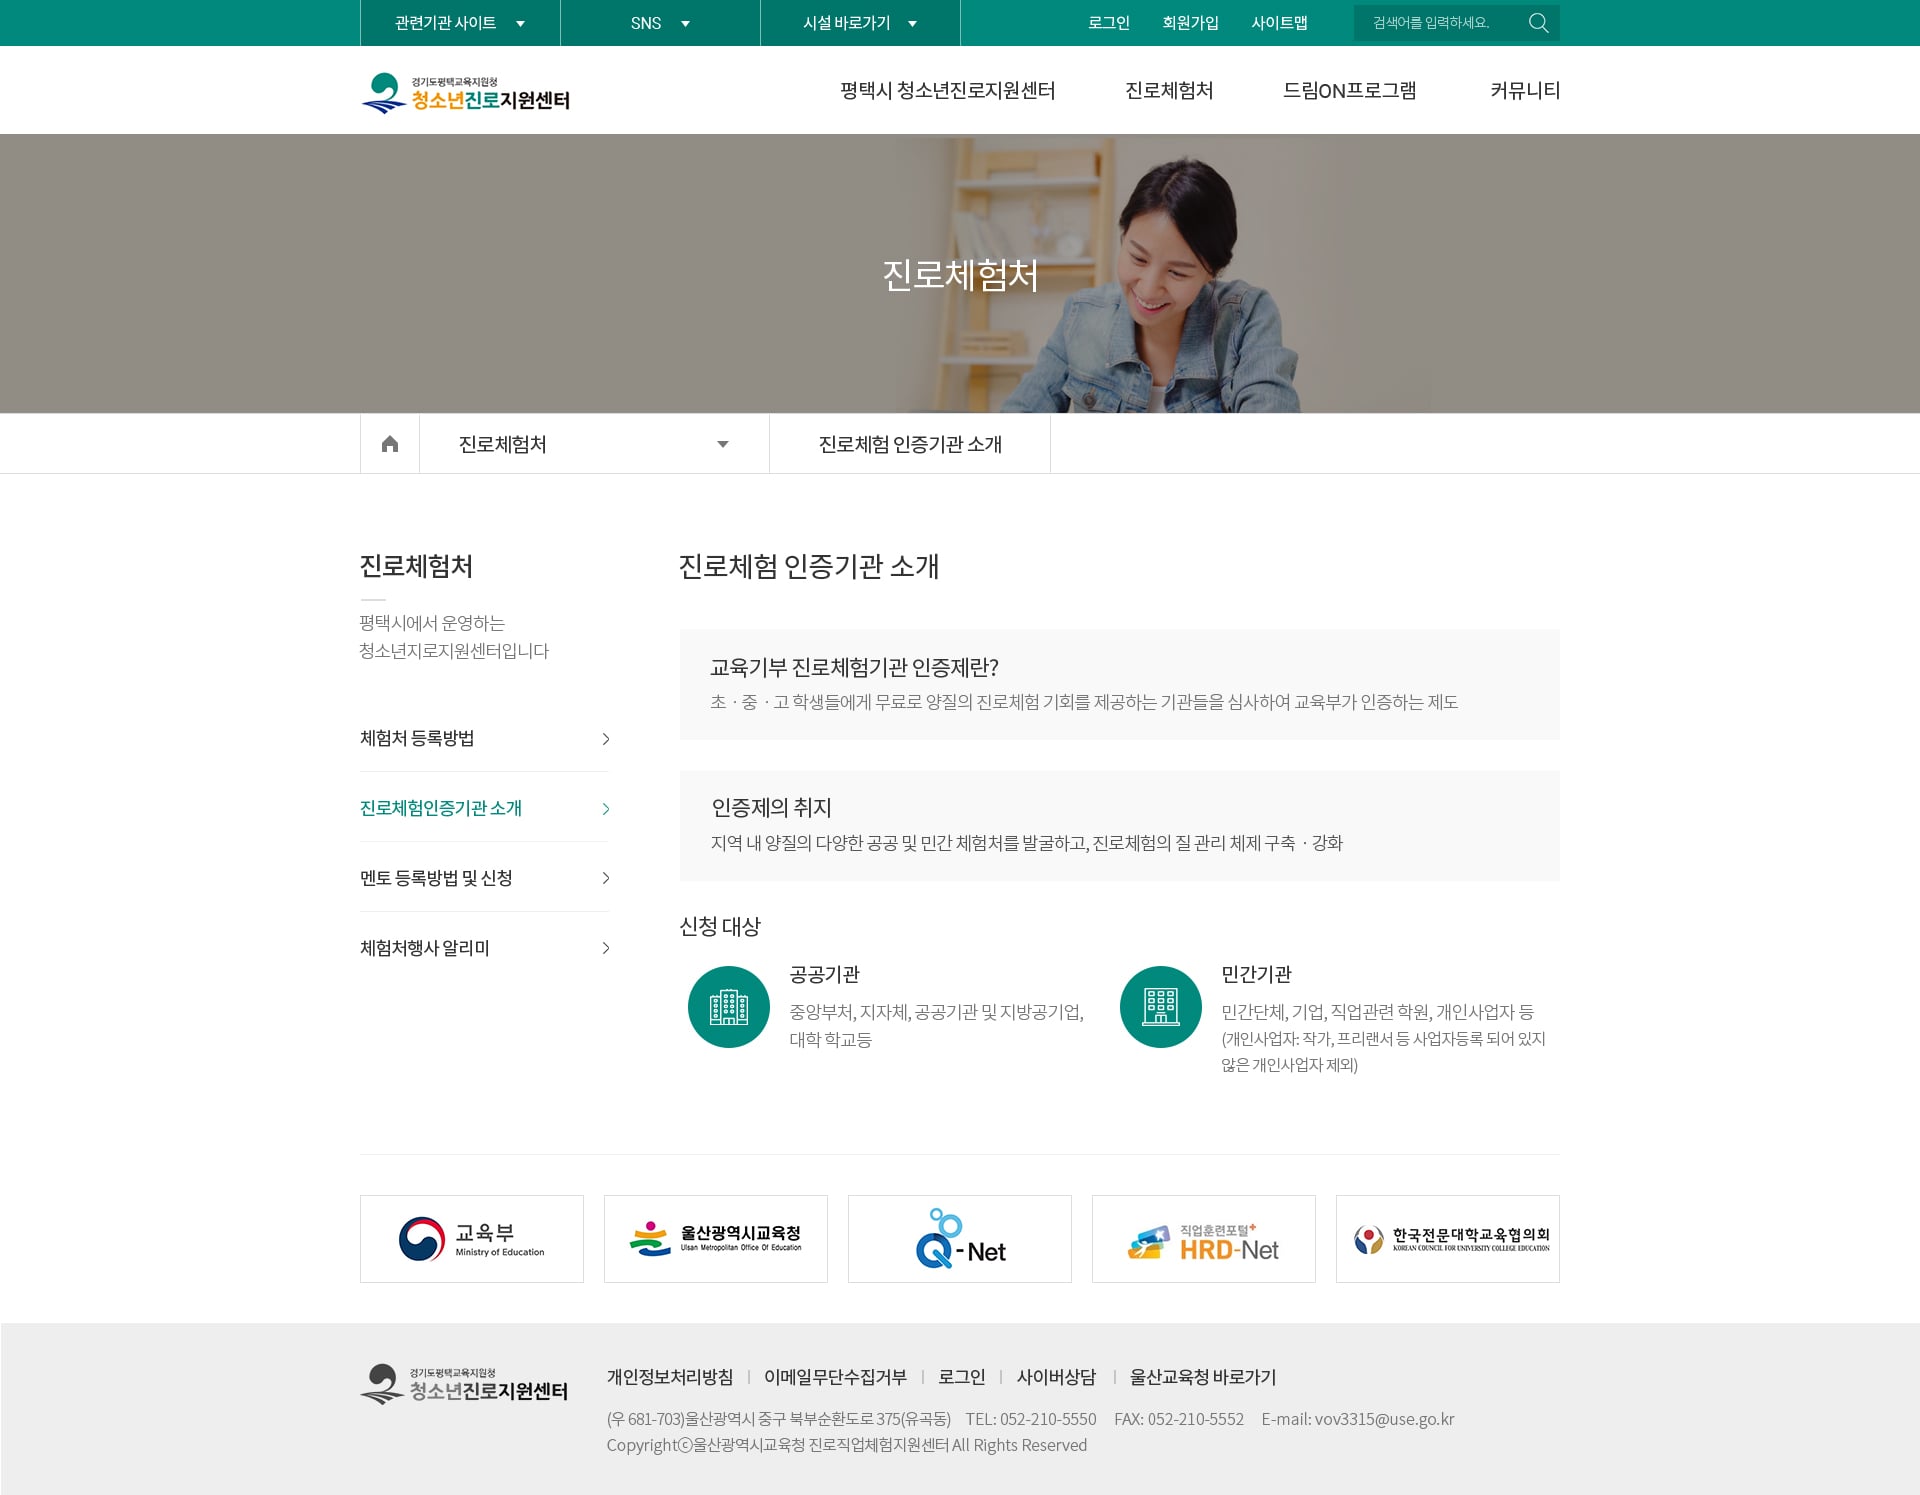 관련기관 사이트
SNS
시설 바로가기
로그인
회원가입
사이트맵
검색어를 입력하세요.
경기도평택교육지원청
청소년진로지원센터
평택시 청소년진로지원센터
진로체험처
드림ON프로그램
커뮤니티
진로체험처
진로체험처
진로체험 인증기관 소개
진로체험처
평택시에서 운영하는
청소년지로지원센터입니다
체험처 등록방법
진로체험인증기관 소개
멘토 등록방법 및 신청
체험처행사 알리미
진로체험 인증기관 소개
교육기부 진로체험기관 인증제란?
초 · 중 · 고 학생들에게 무료로 양질의 진로체험 기회를 제공하는 기관들을 심사하여 교육부가 인증하는 제도
인증제의 취지
지역 내 양질의 다양한 공공 및 민간 체험처를 발굴하고, 진로체험의 질 관리 체제 구축 · 강화
신청 대상
공공기관
중앙부처, 지자체, 공공기관 및 지방공기업,
대학 학교등
민간기관
민간단체, 기업, 직업관련 학원, 개인사업자 등
(개인사업자: 작가, 프리랜서 등 사업자등록 되어 있지
않은 개인사업자 제외)
교육부
Ministry of Education
울산광역시교육청
Ulsan Metropolitan Office Of Education
Q-Net
직업훈련포털+
HRD-Net
한국전문대학교육협의회
KOREAN COUNCIL FOR UNIVERSITY COLLEGE EDUCATION
경기도평택교육지원청
청소년진로지원센터
개인정보처리방침 | 이메일무단수집거부 | 로그인 | 사이버상담 | 울산교육청 바로가기
(우 681-703)울산광역시 중구 북부순환도로 375(유곡동) TEL: 052-210-5550 FAX: 052-210-5552 E-mail: vov3315@use.go.kr
Copyrightⓒ울산광역시교육청 진로직업체험지원센터 All Rights Reserved